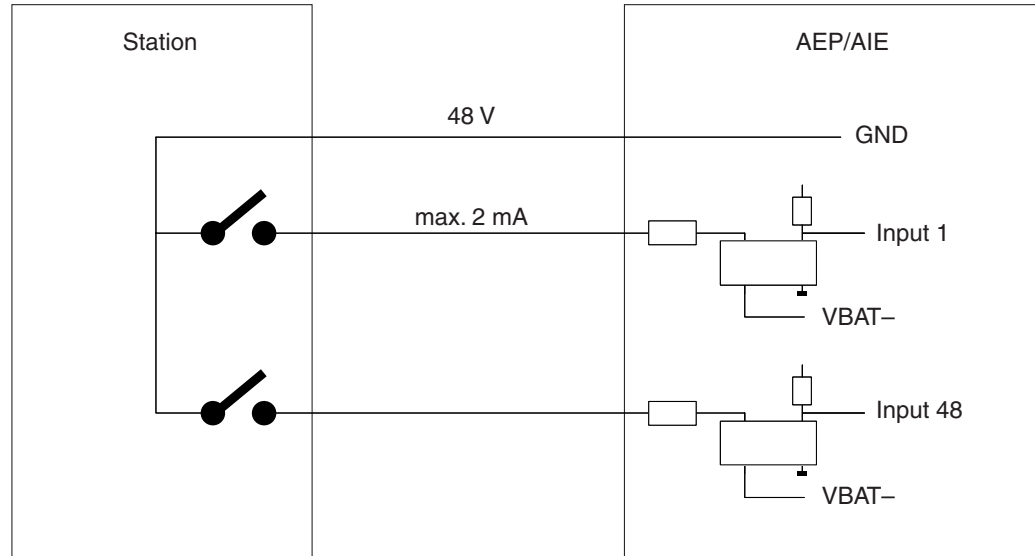 Station
AEP/AIE
48 V
GND
max. 2 mA
Input 1
VBAT–
Input 48
VBAT–